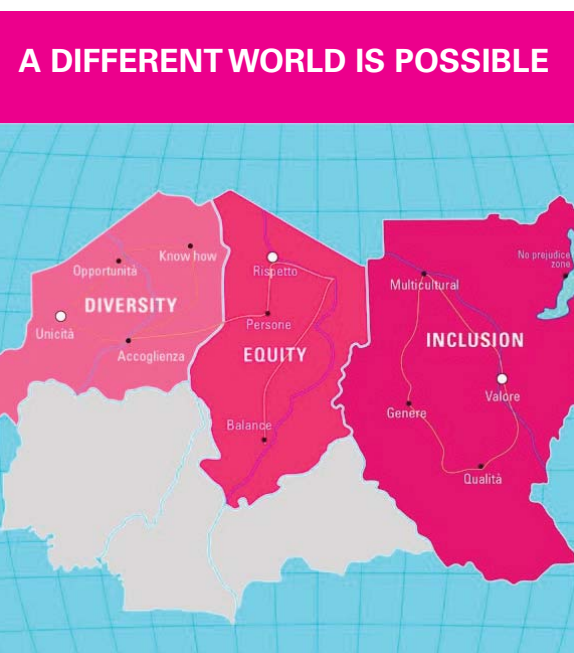 A DIFFERENT WORLD IS POSSIBLE
Know how
Opportunità
DIVERSITY
Unicità
Accoglienza
Rispetto
Persone
EQUITY
Balance
No prejudice
zone
Multicultural
INCLUSION
Valore
Genere
Qualità